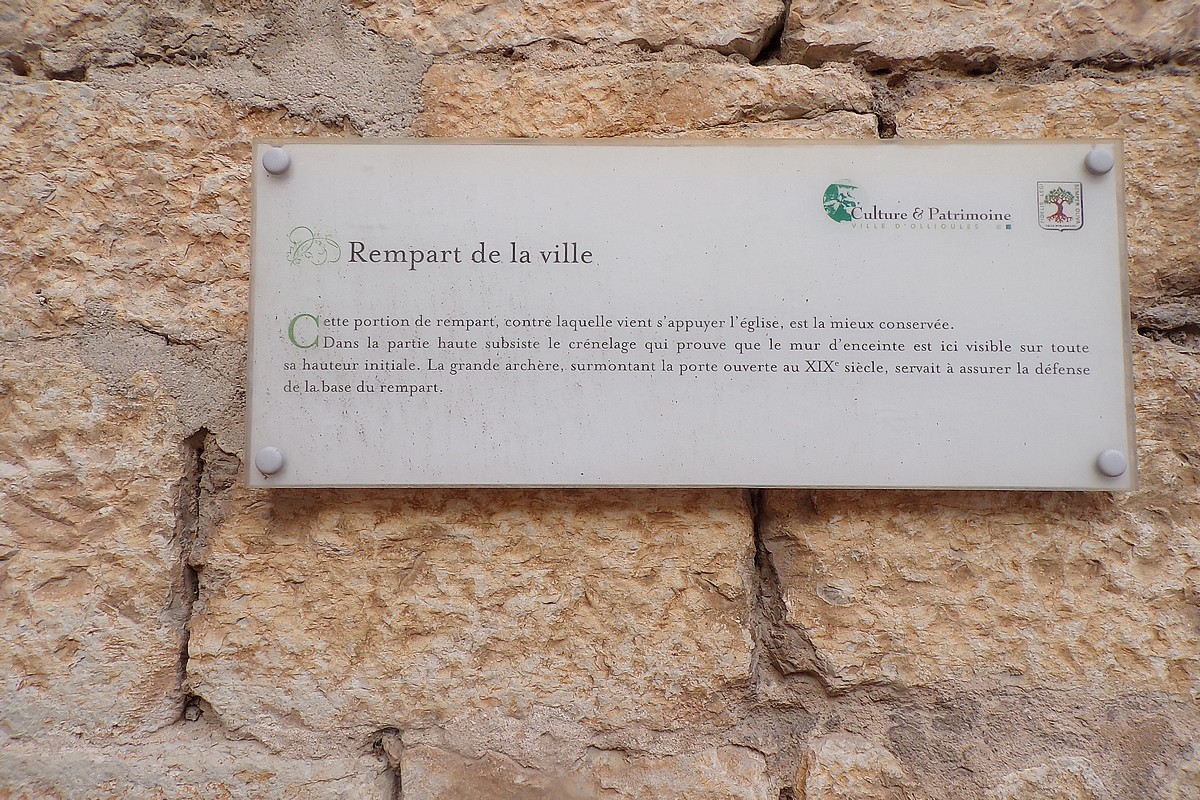 Culture & Patrimoine
VILLE D'OLLIOULES
Rempart de la ville
Cette portion de rempart, contre laquelle vient s'appuyer l'église, est la mieux conservée.
Dans la partie haute subsiste le crénelage qui prouve que le mur d'enceinte est ici visible sur toute
sa hauteur initiale. La grande archère, surmontant la porte ouverte au XIXe siècle, servait à assurer la défense
de la base du rempart.